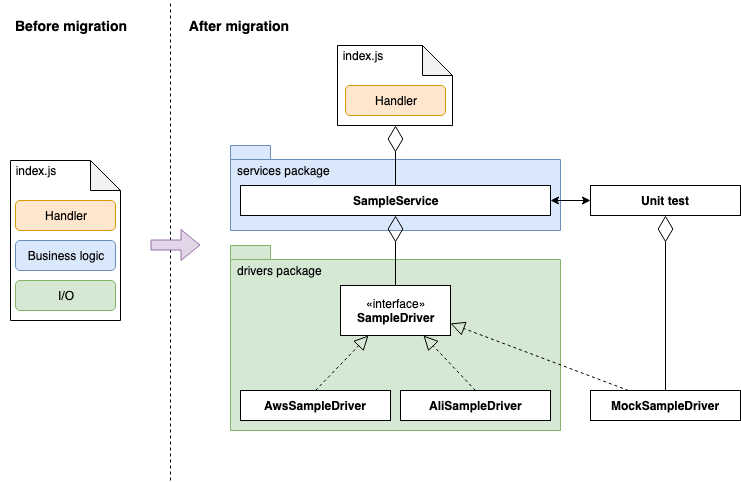 Before migration
After migration
index.js
Handler
services package
SampleService
Unit test
index.js
Handler
Business logic
I/O
drivers package
«interface»
SampleDriver
AwsSampleDriver
AliSampleDriver
MockSampleDriver